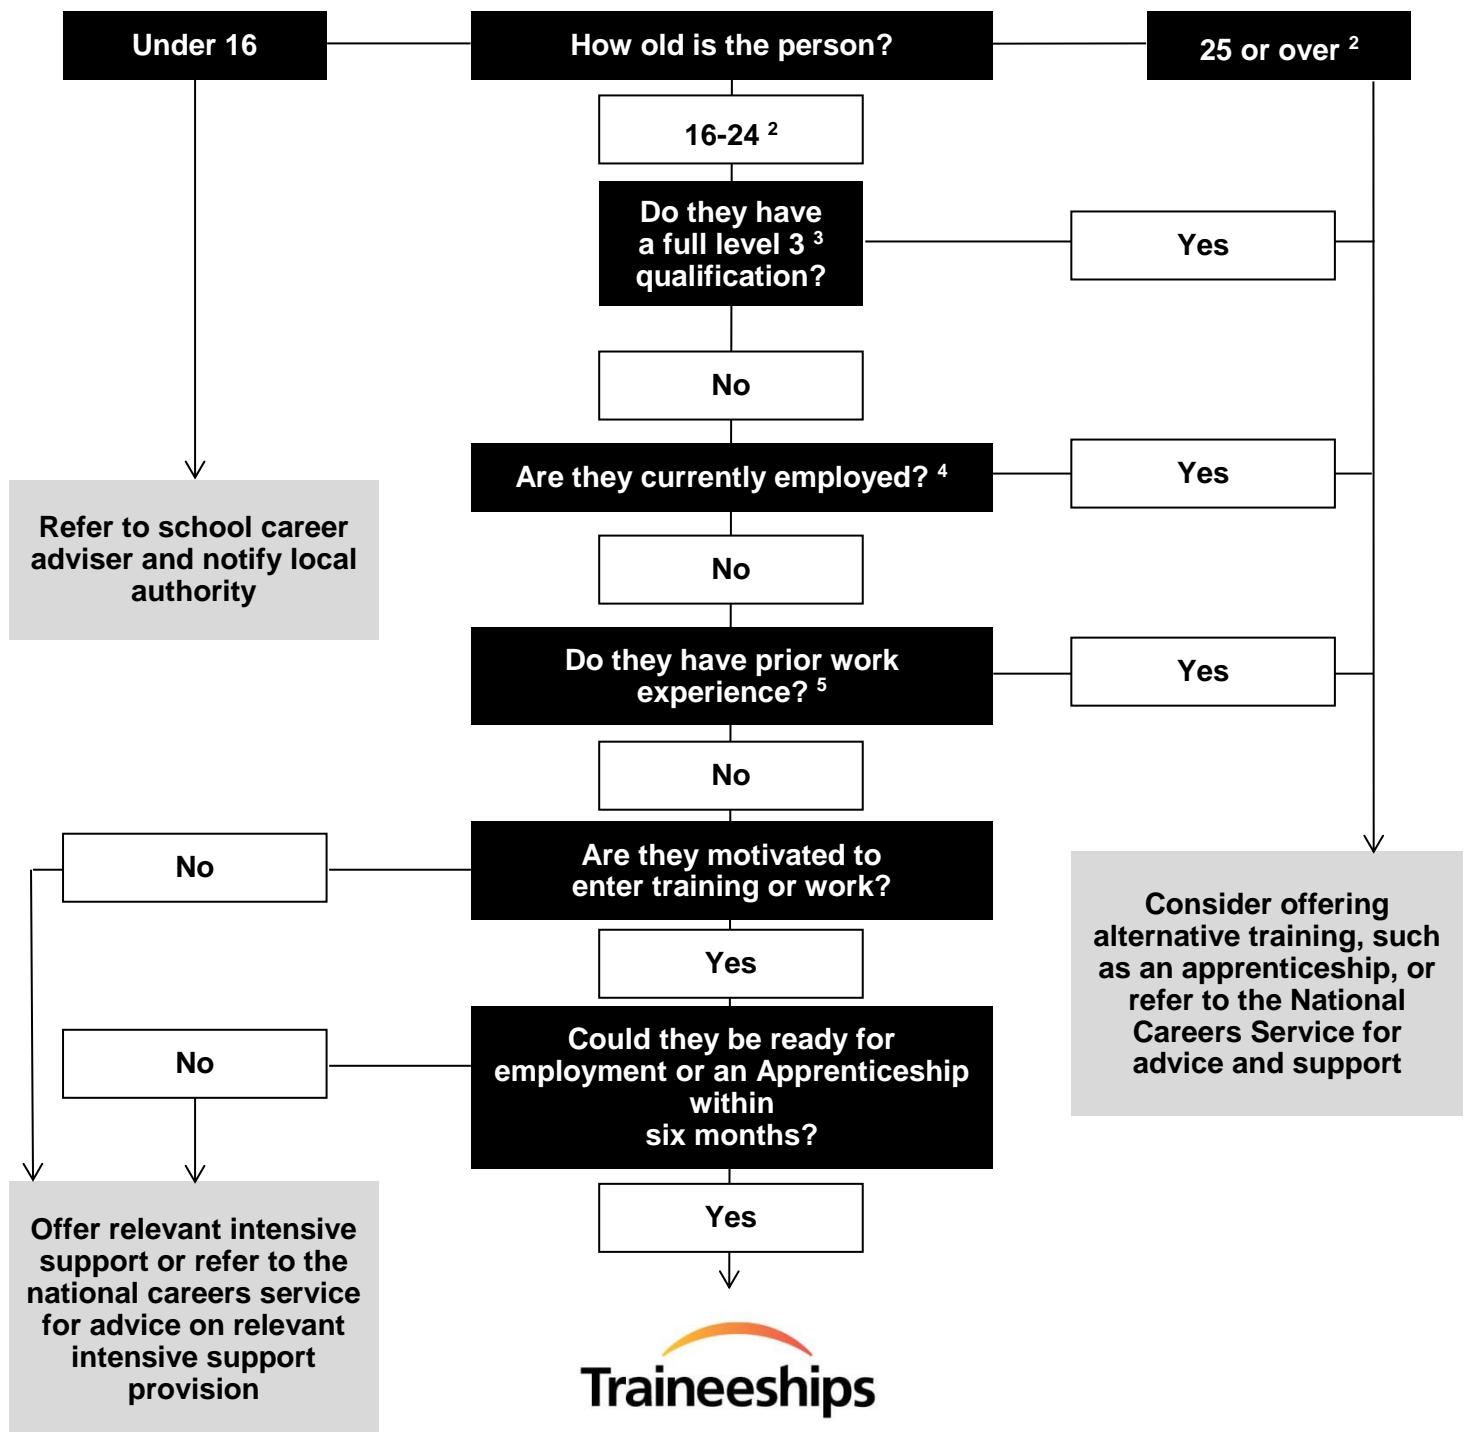 Under 16
How old is the person?
25 or over ²
16-24 ²
Do they have
a full level 3 ³
qualification?
Yes
No
Are they currently employed? ⁴
Yes
No
Refer to school career
adviser and notify local
authority
Do they have prior work
experience? ⁵
Yes
No
No
Are they motivated to
enter training or work?
Yes
Consider offering
alternative training, such
as an apprenticeship, or
refer to the National
Careers Service for
advice and support
No
Could they be ready for
employment or an Apprenticeship
within
six months?
Yes
Offer relevant intensive
support or refer to the
national careers service
for advice on relevant
intensive support
provision
Traineeships